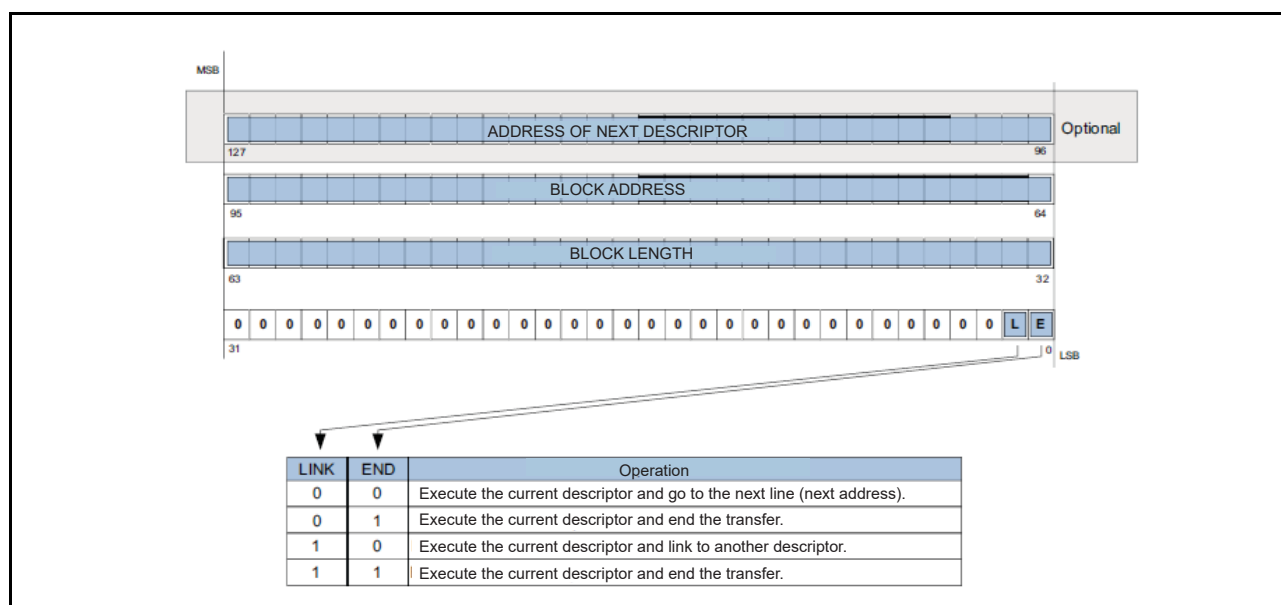 MSB
ADDRESS OF NEXT DESCRIPTOR Optional
127 96
BLOCK ADDRESS
95 64
BLOCK LENGTH
63 32
0 0 0 0 0 0 0 0 0 0 0 0 0 0 0 0 0 0 0 0 0 0 0 0 0 0 0 0 0 0 L E
31 0 LSB
LINK END Operation
0 0 Execute the current descriptor and go to the next line (next address).
0 1 Execute the current descriptor and end the transfer.
1 0 Execute the current descriptor and link to another descriptor.
1 1 Execute the current descriptor and end the transfer.